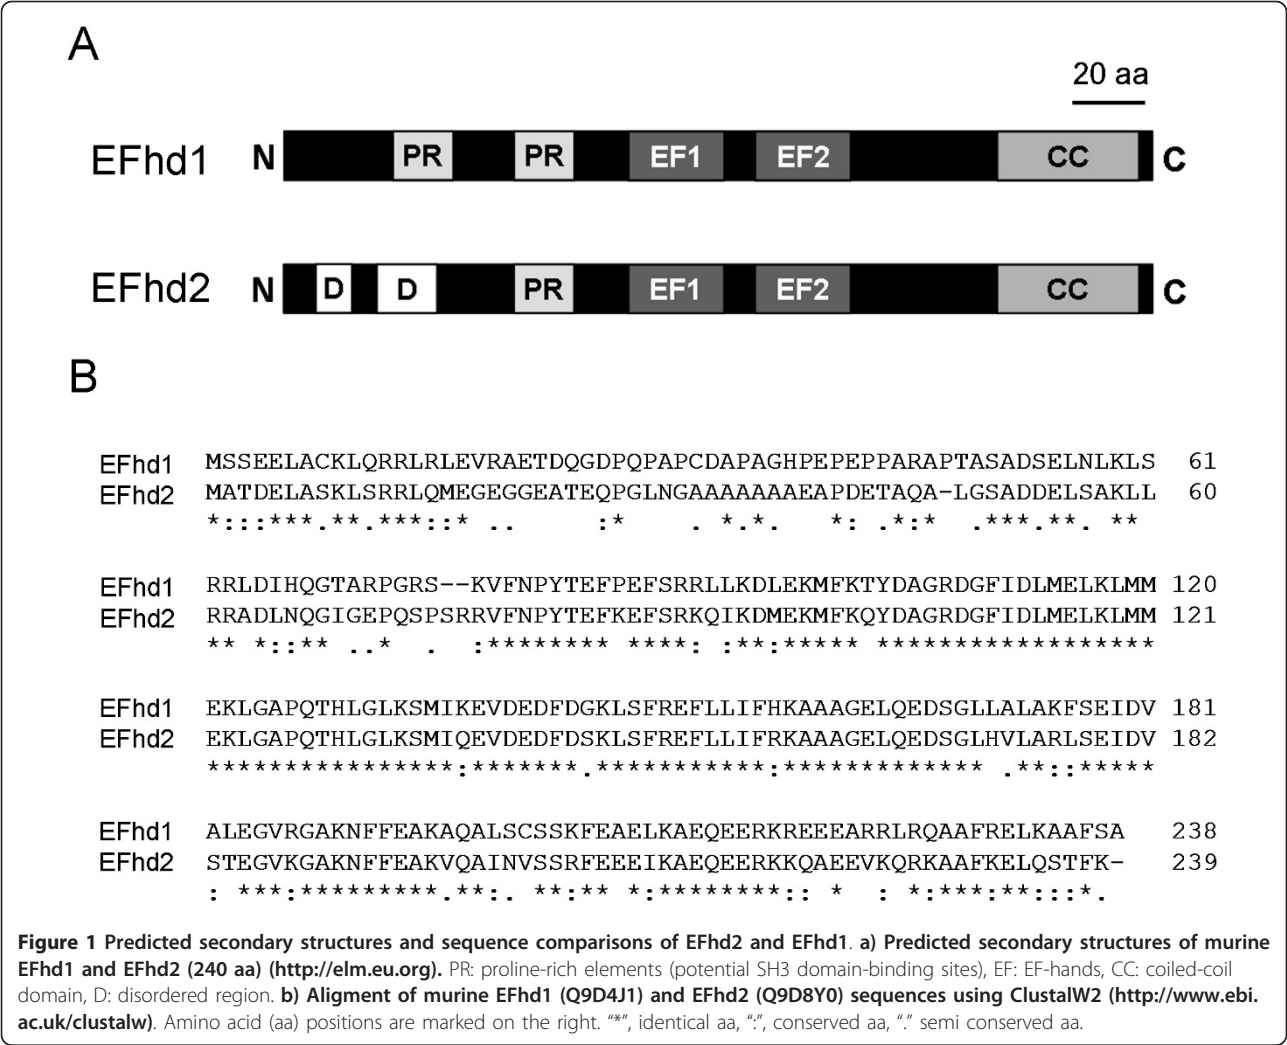 A
20 aa
EFhd1 N PR PR EF1 EF2 CC C
EFhd2 N D D PR EF1 EF2 CC C
B
EFhd1 MSSEELACKLQRRLRLEVRAETDQGDPQPAPCDAPAGHPEPEPPARAPTASADSELNLKLS 61
EFhd2 MATDELASKLSRRLQMEGEGGEATEQPGLNGAAAAAAAEAPDETAQA-LGSADDELSAKLL 60
*:::***.**.***::* .. :* . *.*. *: .*:* .***.**. **
EFhd1 RRLDIHQGTARPGRS--KVFNPYTEFPEFSRRLLKDLEKMFKTYDAGRDGFIDLMELKLMM 120
EFhd2 RRADLNQGIGEPQSPSRRVFNPYTEFKEFSRKQIKDMEKMFKQYDAGRDGFIDLMELKLMM 121
** *::** ..* . :******** ****: :**:***** ******************
EFhd1 EKLGAPQTHLGLKSMIKEVDEDFDGKLSFREFLLIFHKAAAGELQEDSGLLALAKFSEIDV 181
EFhd2 EKLGAPQTHLGLKSMIQEVDEDFDSKLSFREFLLIFRKAAAGELQEDSGLHVLARLSEIDV 182
****************:*******.***********:************* .**::*****
EFhd1 ALEGVRGAKNFFEAKAQALSCSSKFEAELKAEQEERKREEEARRLRQAAFRELKAAFSA 238
EFhd2 STEGVKGAKNFFEAKVQAINVSSRFEEEIKAEQEERKKQAEEVKQRKAAFKELQSTFK- 239
: ***:*********.**:. **:** *:********:: * : *:***:**:::*.
Figure 1 Predicted secondary structures and sequence comparisons of EFhd2 and EFhd1. a) Predicted secondary structures of murine
EFhd1 and EFhd2 (240 aa) (http://elm.eu.org). PR: proline-rich elements (potential SH3 domain-binding sites), EF: EF-hands, CC: coiled-coil
domain, D: disordered region. b) Aligment of murine EFhd1 (Q9D4J1) and EFhd2 (Q9D8Y0) sequences using ClustalW2 (http://www.ebi.
ac.uk/clustalw). Amino acid (aa) positions are marked on the right. “*”, identical aa, “:”, conserved aa, “.” semi conserved aa.